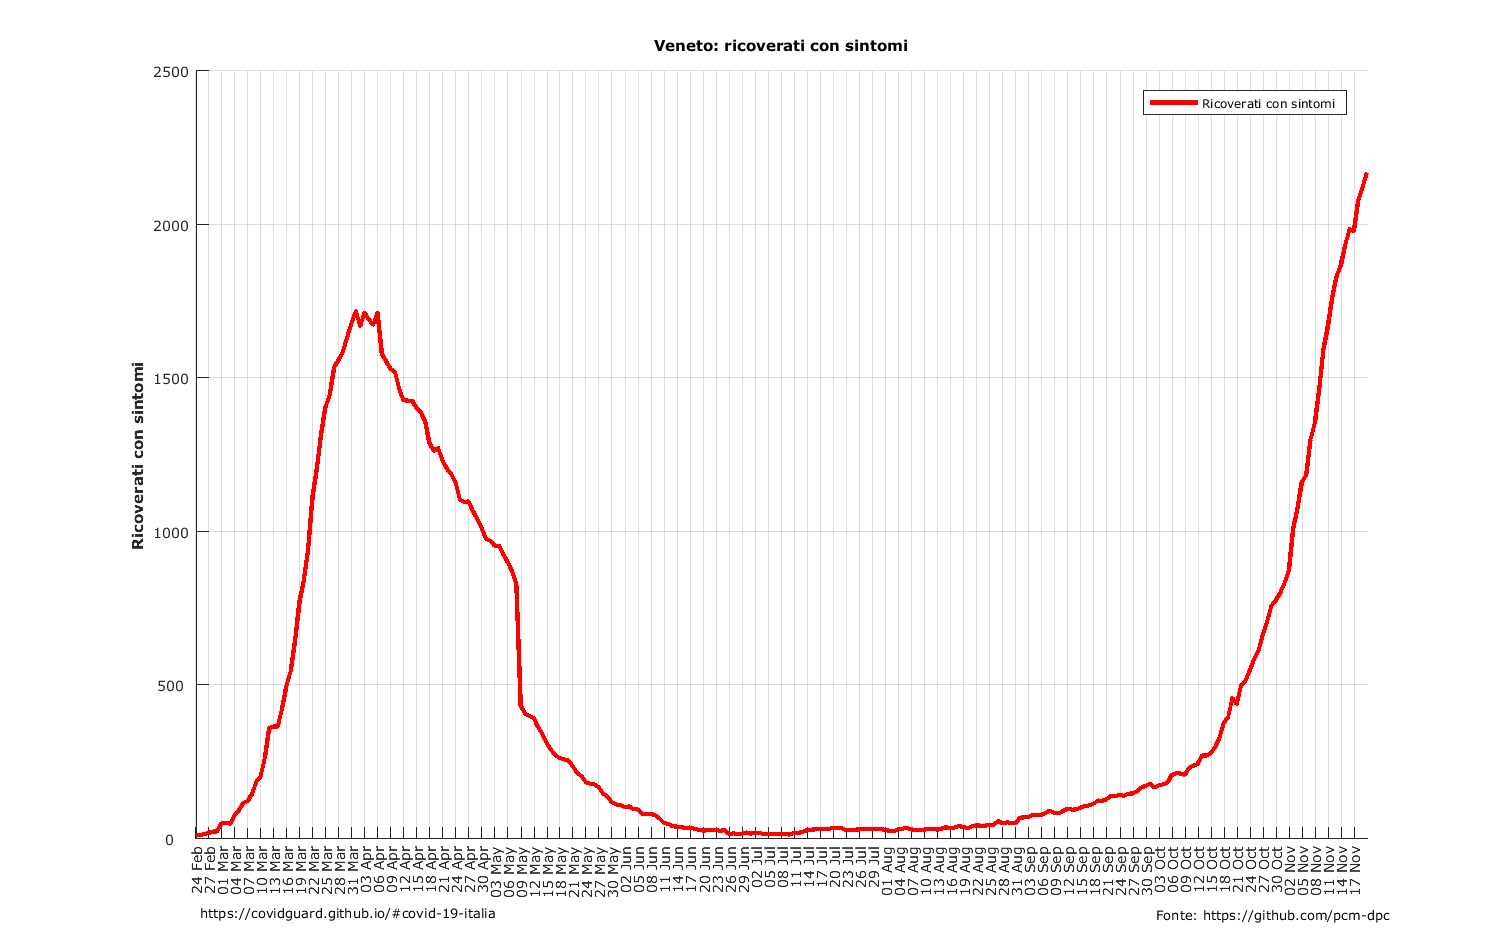 Veneto: ricoverati con sintomi
Ricoverati con sintomi
Ricoverati con sintomi
2500
2000
1500
1000
500
0
24 Feb
27 Feb
01 Mar
04 Mar
07 Mar
10 Mar
13 Mar
16 Mar
19 Mar
22 Mar
25 Mar
28 Mar
31 Mar
03 Apr
06 Apr
09 Apr
12 Apr
15 Apr
18 Apr
21 Apr
24 Apr
27 Apr
30 Apr
03 May
06 May
09 May
12 May
15 May
18 May
21 May
24 May
27 May
30 May
02 Jun
05 Jun
08 Jun
11 Jun
14 Jun
17 Jun
20 Jun
23 Jun
26 Jun
29 Jun
02 Jul
05 Jul
08 Jul
11 Jul
14 Jul
17 Jul
20 Jul
23 Jul
26 Jul
29 Jul
01 Aug
04 Aug
07 Aug
10 Aug
13 Aug
16 Aug
19 Aug
22 Aug
25 Aug
28 Aug
31 Aug
03 Sep
06 Sep
09 Sep
12 Sep
15 Sep
18 Sep
21 Sep
24 Sep
27 Sep
30 Sep
03 Oct
06 Oct
09 Oct
12 Oct
15 Oct
18 Oct
21 Oct
24 Oct
27 Oct
30 Oct
02 Nov
05 Nov
08 Nov
11 Nov
14 Nov
17 Nov
https://covidguard.github.io/#covid-19-italia
Fonte: https://github.com/pcm-dpc